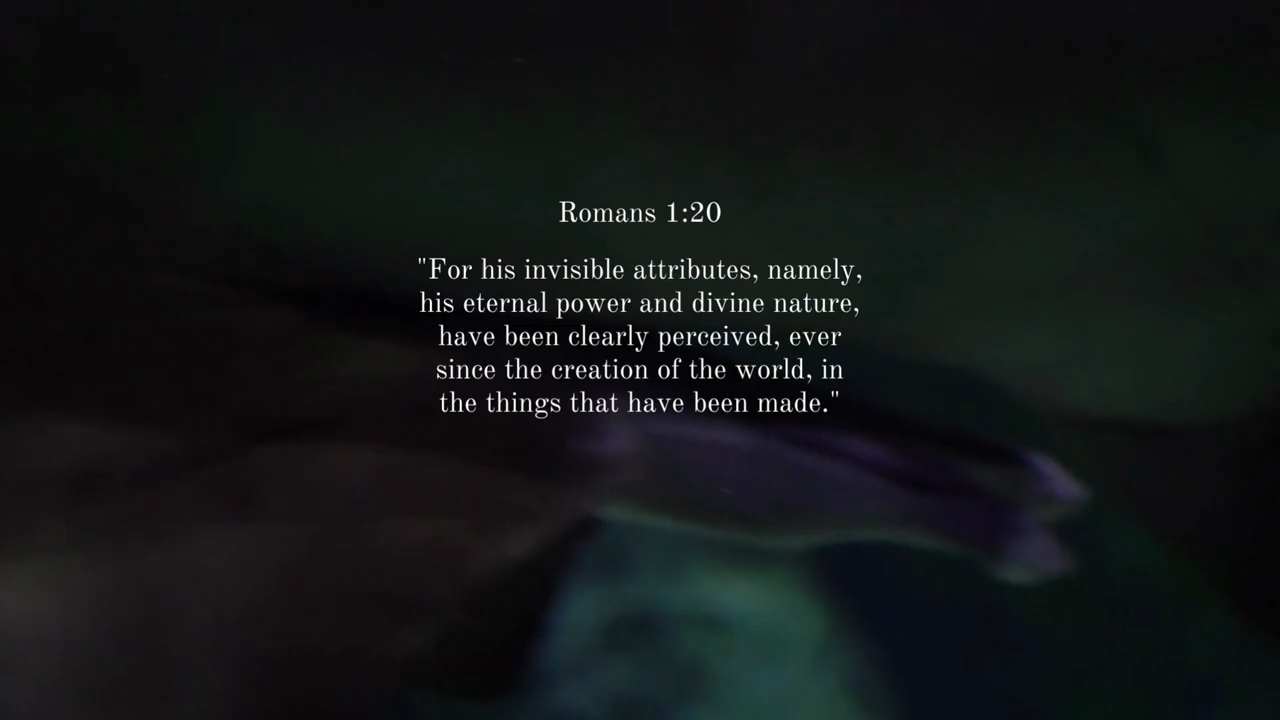 Romans 1:20
"For his invisible attributes, namely,
his eternal power and divine nature,
have been clearly perceived, ever
since the creation of the world, in
the things that have been made."